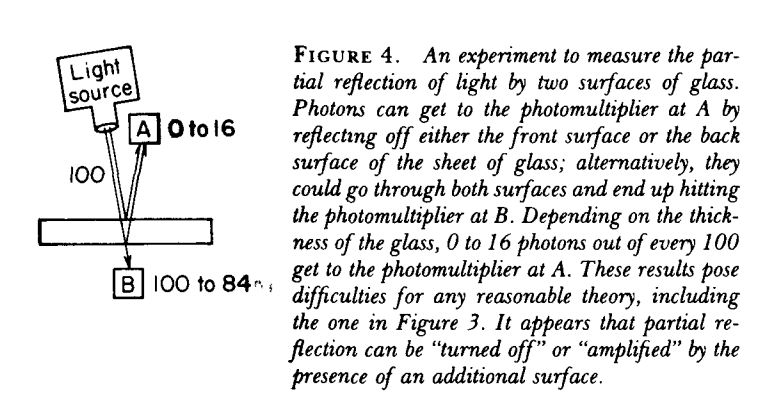 Light
source
A 0 to 16
100
B 100 to 84
FIGURE 4. An experiment to measure the par-
tial reflection of light by two surfaces of glass.
Photons can get to the photomultiplier at A by
reflecting off either the front surface or the back
surface of the sheet of glass; alternatively, they
could go through both surfaces and end up hitting
the photomultiplier at B. Depending on the thick-
ness of the glass, 0 to 16 photons out of every 100
get to the photomultiplier at A. These results pose
difficulties for any reasonable theory, including
the one in Figure 3. It appears that partial re-
flection can be “turned off” or “amplified” by the
presence of an additional surface.